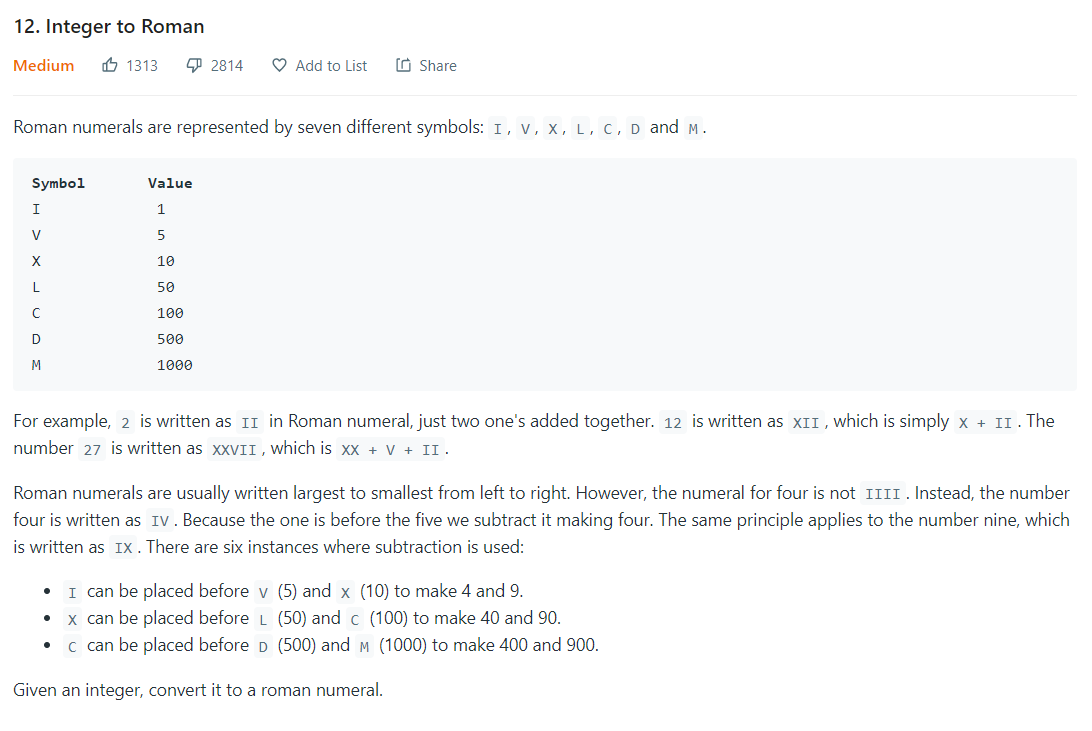 12. Integer to Roman
Medium 1313 2814 Add to List Share
Roman numerals are represented by seven different symbols: I, V, X, L, C, D and M.
Symbol Value
I 1
V 5
X 10
L 50
C 100
D 500
M 1000
For example, 2 is written as II in Roman numeral, just two one's added together. 12 is written as XII, which is simply X + II. The
number 27 is written as XXVII, which is XX + V + II.
Roman numerals are usually written largest to smallest from left to right. However, the numeral for four is not IIII. Instead, the number
four is written as IV. Because the one is before the five we subtract it making four. The same principle applies to the number nine, which
is written as IX. There are six instances where subtraction is used:
• I can be placed before V (5) and X (10) to make 4 and 9.
• X can be placed before L (50) and C (100) to make 40 and 90.
• C can be placed before D (500) and M (1000) to make 400 and 900.
Given an integer, convert it to a roman numeral.